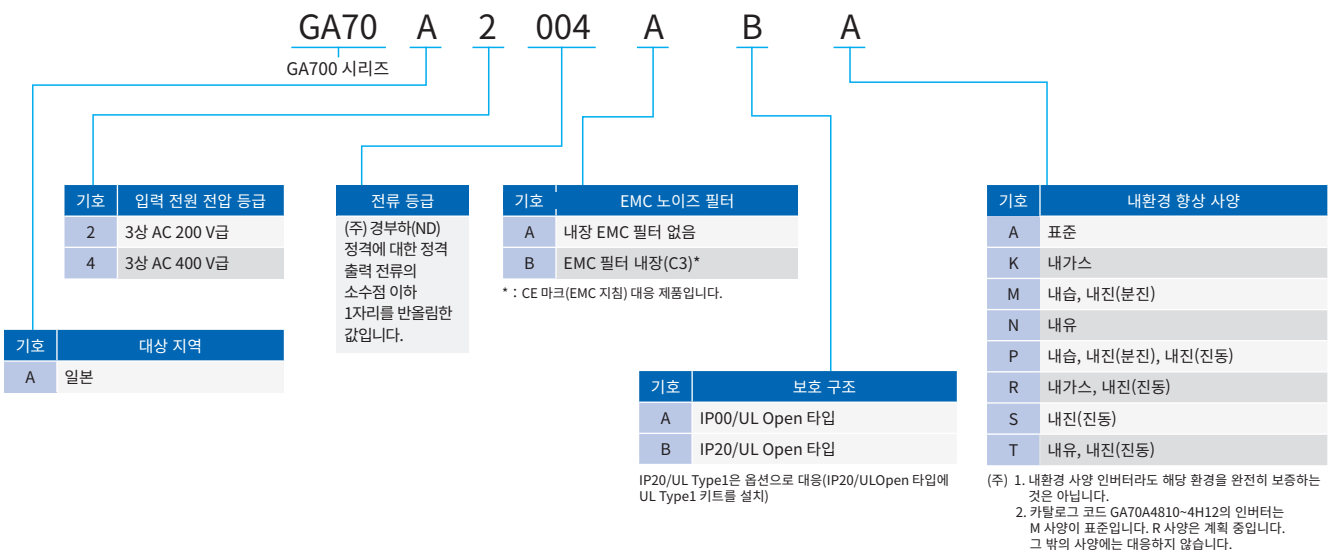 GA70 A 2 004 A B A
GA700 시리즈
기호 입력 전원 전압 등급
2 3상 AC 200 V급
4 3상 AC 400 V급
기호 대상 지역
A 일본
전류 등급
(주) 경부하(ND)
정격에 대한 정격
출력 전류의
소수점 이하
1자리를 반올림한
값입니다.
기호 EMC 노이즈 필터
A 내장 EMC 필터 없음
B EMC 필터 내장(C3)*
* : CE 마크(EMC 지침) 대응 제품입니다.
기호 보호 구조
A IP00/UL Open 타입
B IP20/UL Open 타입
IP20/UL Type1은 옵션으로 대응(IP20/ULOpen 타입에
UL Type1 키트를 설치)
기호 내환경 향상 사양
A 표준
K 내가스
M 내습, 내진(분진)
N 내유
P 내습, 내진(분진), 내진(진동)
R 내가스, 내진(진동)
S 내진(진동)
T 내유, 내진(진동)
(주) 1. 내환경 사양 인버터라도 해당 환경을 완전히 보증하는
것은 아닙니다.
2. 카탈로그 코드 GA70A4810~4H12의 인버터는
M 사양이 표준입니다. R 사양은 계획 중입니다.
그 밖의 사양에는 대응하지 않습니다.